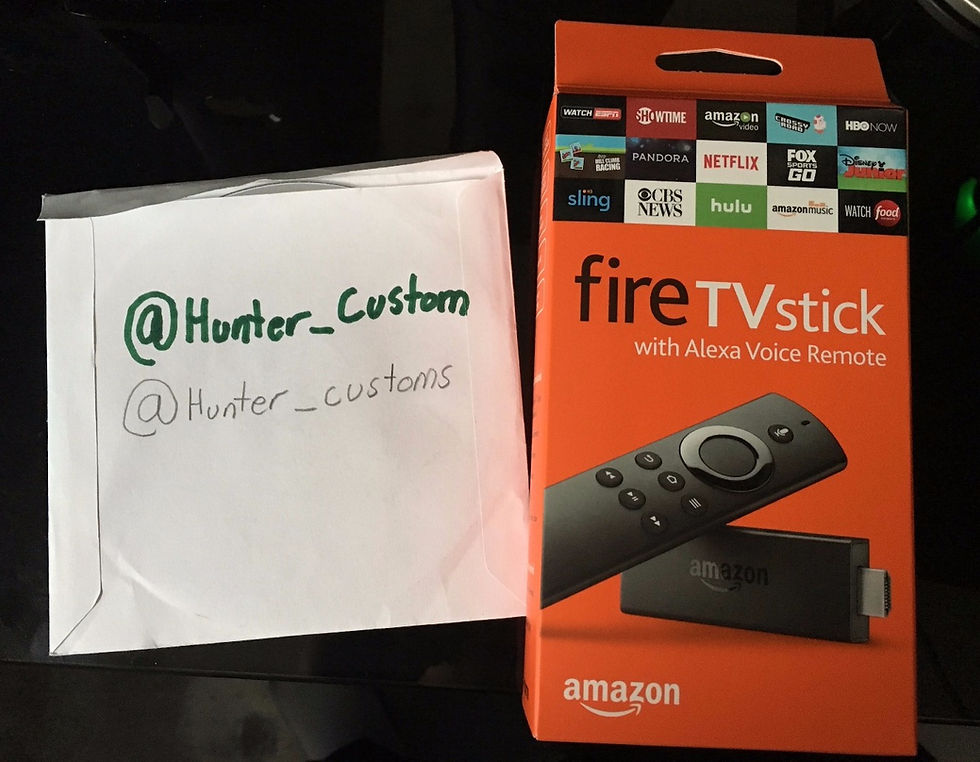 @Hunter_Custom
@Hunter_customs
WATCH ESPN
SHOWTIME
amazon video
CROSSY ROAD
HBO NOW
HILL CLIMB RACING
PANDORA
NETFLIX
FOX SPORTS GO
Disney Junior
sling
CBS NEWS
hulu
amazon music
WATCH food
fire TV stick
with Alexa Voice Remote
amazon
amazon